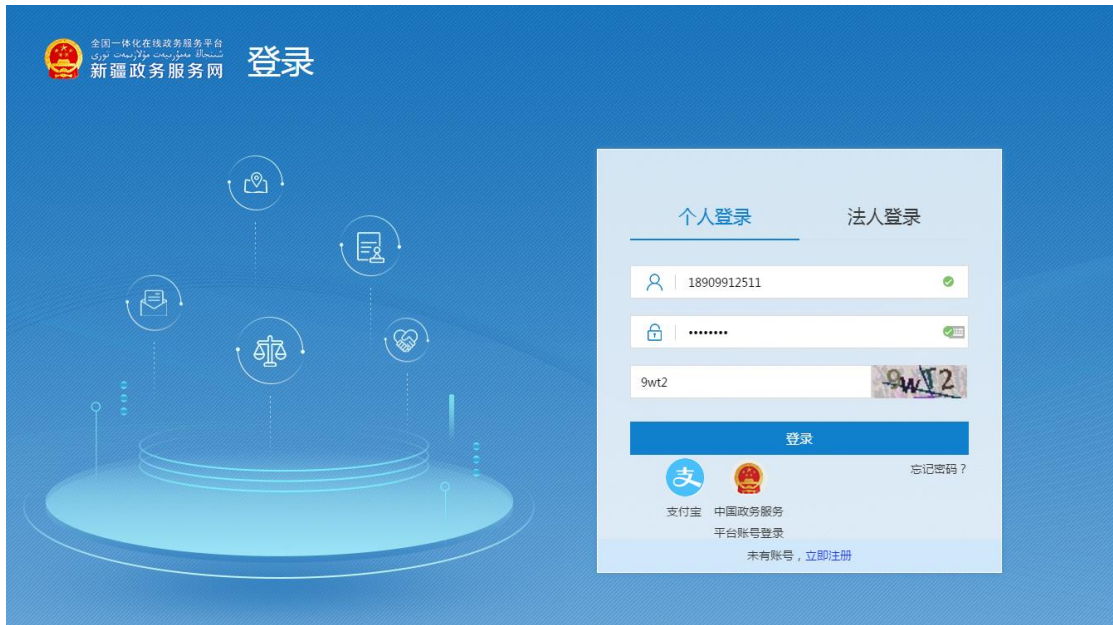 全国一体化在线政务服务平台
新疆政务服务网
登录
个人登录
法人登录
18909912511
••••••••
9wt2
9wT2
登录
忘记密码？
支
支付宝
中国政务服务
平台账号登录
未有账号，立即注册